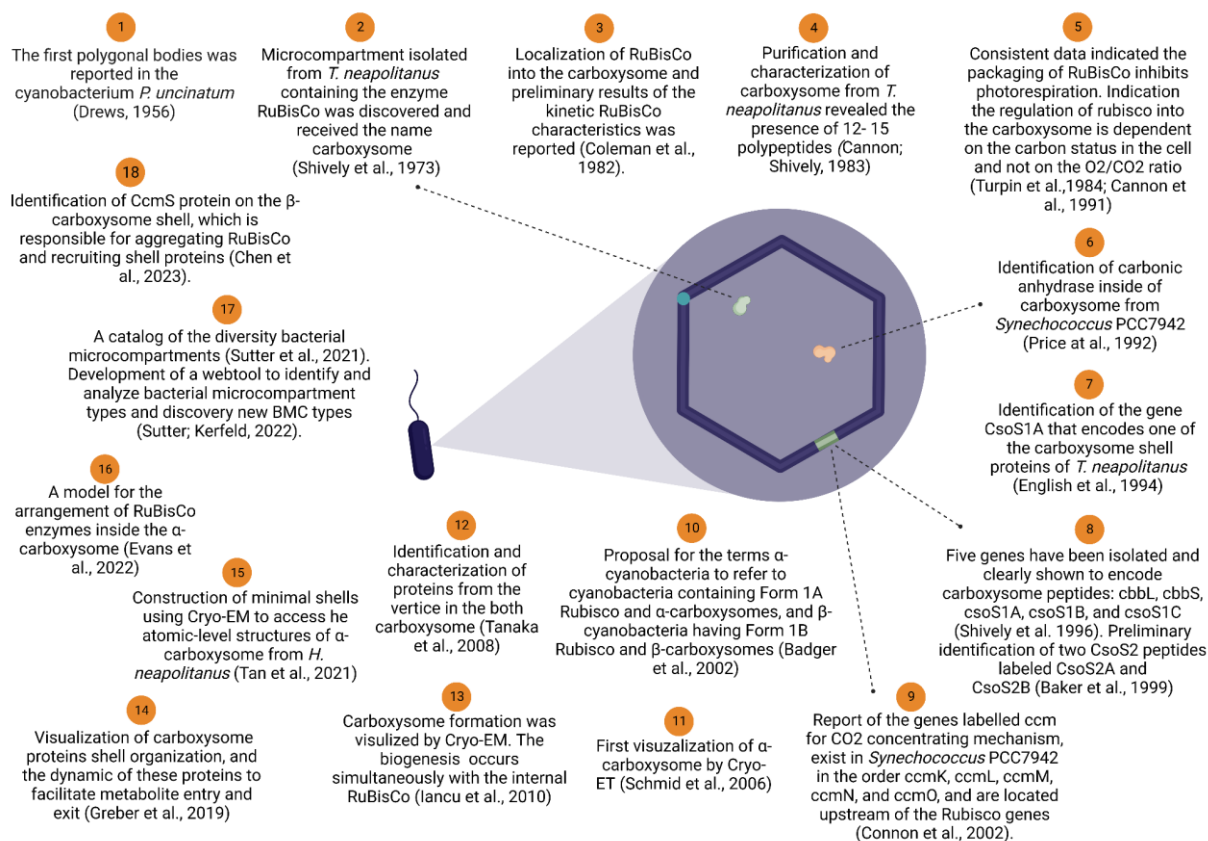 1
The first polygonal bodies was
reported in the
cyanobacterium P. uncinatum
(Drews, 1956)
2
Microcompartment isolated
from T. neapolitanus
containing the enzyme
RuBisCo was discovered and
received the name
carboxysome
(Shively et al., 1973)
3
Localization of RuBisCo
into the carboxysome and
preliminary results of the
kinetic RuBisCo
characteristics was
reported (Coleman et al.,
1982).
4
Purification and
characterization of
carboxysome from T.
neapolitanus revealed the
presence of 12- 15
polypeptides (Cannon;
Shively, 1983)
5
Consistent data indicated the
packaging of RuBisCo inhibits
photorespiration. Indication
the regulation of rubisco into
the carboxysome is dependent
on the carbon status in the cell
and not on the O2/CO2 ratio
(Turpin et al.,1984; Cannon et
al., 1991)
6
Identification of carbonic
anhydrase inside of
carboxysome from
Synechococcus PCC7942
(Price at al., 1992)
7
Identification of the gene
CsoS1A that encodes one of
the carboxysome shell
proteins of T. neapolitanus
(English et al., 1994)
8
Five genes have been isolated and
clearly shown to encode
carboxysome peptides: cbbL, cbbS,
csoS1A, csoS1B, and csoS1C
(Shively et al. 1996). Preliminary
identification of two CsoS2 peptides
labeled CsoS2A and
CsoS2B (Baker et al., 1999)
9
Report of the genes labelled ccm
for CO2 concentrating mechanism,
exist in Synechococcus PCC7942
in the order ccmK, ccmL, ccmM,
ccmN, and ccmO, and are located
upstream of the Rubisco genes
(Connon et al., 2002).
10
Proposal for the terms α-
cyanobacteria to refer to
cyanobacteria containing Form 1A
Rubisco and α-carboxysomes, and β-
cyanobacteria having Form 1B
Rubisco and β-carboxysomes (Badger
et al., 2002)
11
First visuzalization of α-
carboxysome by Cryo-
ET (Schmid et al., 2006)
12
Identification and
characterization of
proteins from the
vertice in the both
carboxysome (Tanaka
et al., 2008)
13
Carboxysome formation was
visulized by Cryo-EM. The
biogenesis occurs
simultaneously with the internal
RuBisCo (Iancu et al., 2010)
14
Visualization of carboxysome
proteins shell organization, and
the dynamic of these proteins to
facilitate metabolite entry and
exit (Greber et al., 2019)
15
Construction of minimal shells
using Cryo-EM to access he
atomic-level structures of α-
carboxysome from H.
neapolitanus (Tan et al., 2021)
16
A model for the
arrangement of RuBisCo
enzymes inside the α-
carboxysome (Evans et
al., 2022)
17
A catalog of the diversity bacterial
microcompartments (Sutter et al., 2021).
Development of a webtool to identify and
analyze bacterial microcompartment
types and discovery new BMC types
(Sutter; Kerfeld, 2022).
18
Identification of CcmS protein on the β-
carboxysome shell, which is
responsible for aggregating RuBisCo
and recruiting shell proteins (Chen
et al., 2023).